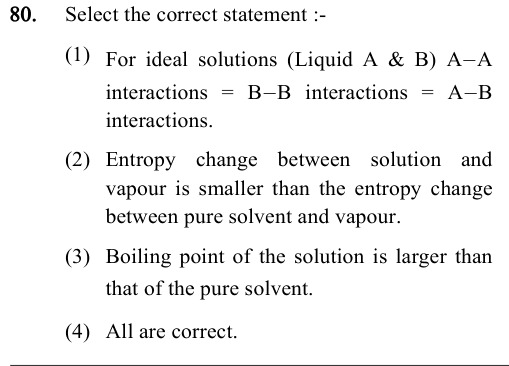 80. Select the correct statement :-
(1) For ideal solutions (Liquid A & B) A–A
interactions = B–B interactions = A–B
interactions.
(2) Entropy change between solution and
vapour is smaller than the entropy change
between pure solvent and vapour.
(3) Boiling point of the solution is larger than
that of the pure solvent.
(4) All are correct.